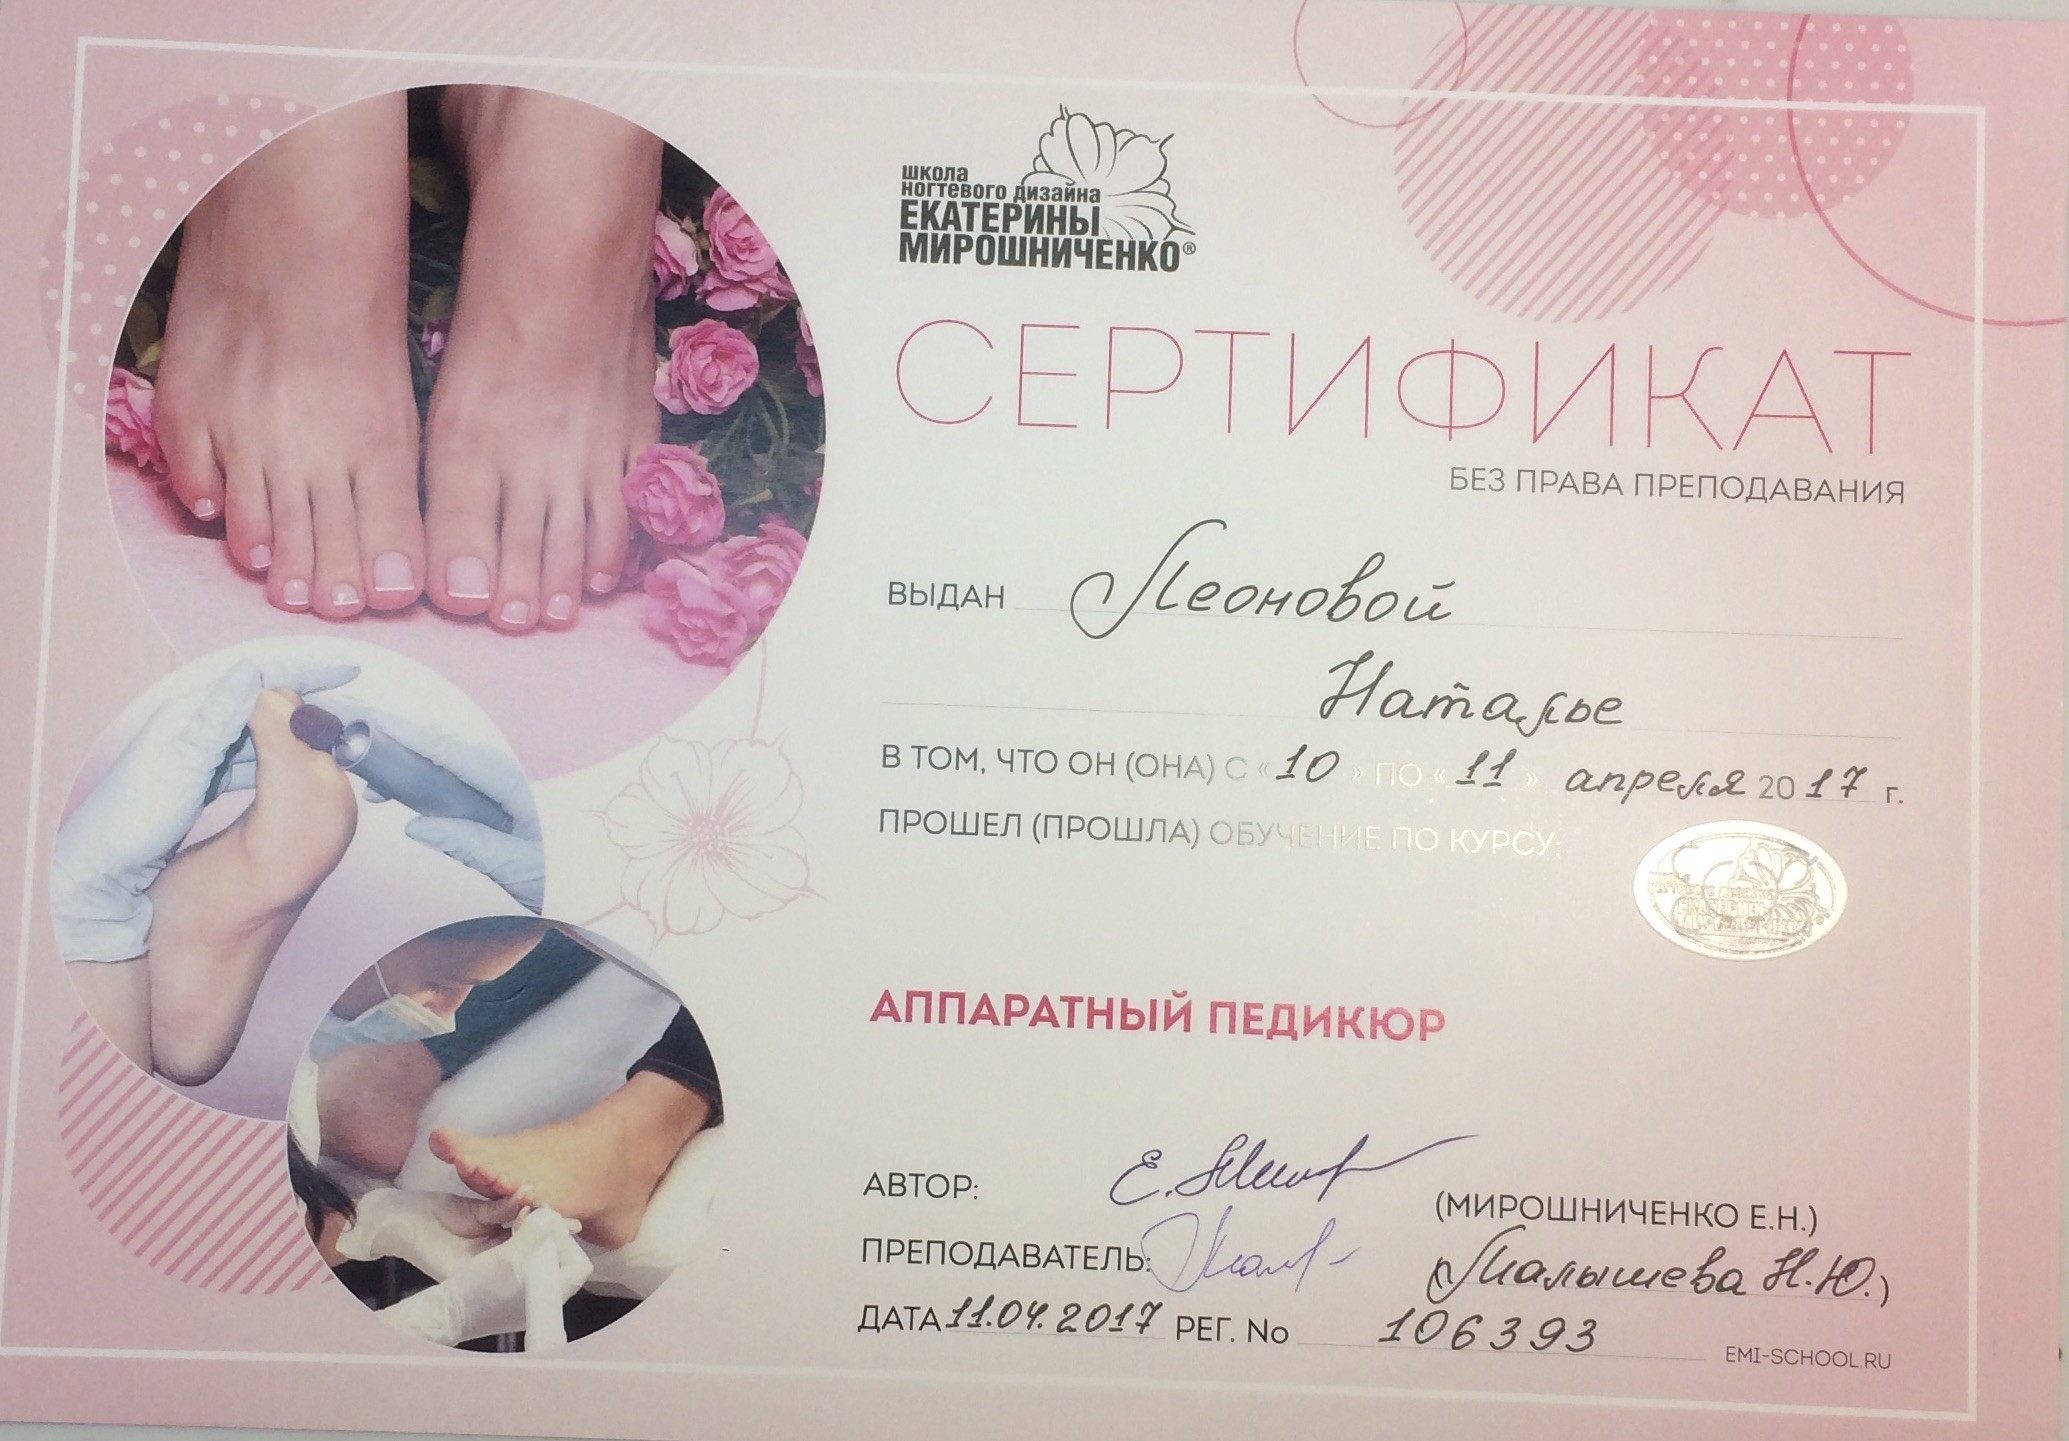 школа
ногтевого дизайна
ЕКАТЕРИНЫ
МИРОШНИЧЕНКО®
СЕРТИФИКАТ
БЕЗ ПРАВА ПРЕПОДАВАНИЯ
ВЫДАН Леоновой
Наталье
В ТОМ, ЧТО ОН (ОНА) С «10» ПО «11» апреля 2017 г.
ПРОШЕЛ (ПРОШЛА) ОБУЧЕНИЕ ПО КУРСУ:
АППАРАТНЫЙ ПЕДИКЮР
АВТОР: (МИРОШНИЧЕНКО Е.Н.)
ПРЕПОДАВАТЕЛЬ: (Малышева Н.Ю.)
ДАТА 11.04.2017 РЕГ. No 106393
EMI-SCHOOL.RU